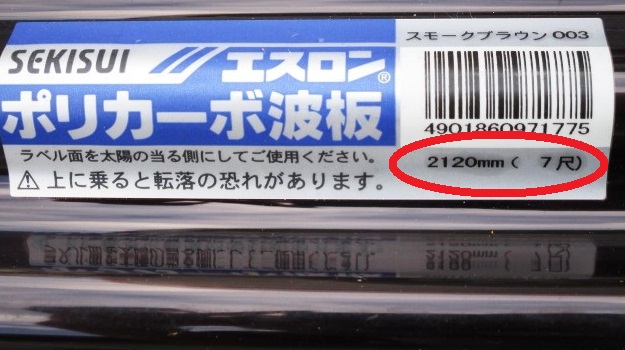 SEKISUI エスロン®
ポリカーボ波板
ラベル面を太陽の当る側にしてご使用ください。
⚠上に乗ると転落の恐れがあります。
スモークブラウン003
4901860971775
2120mm( 7尺)